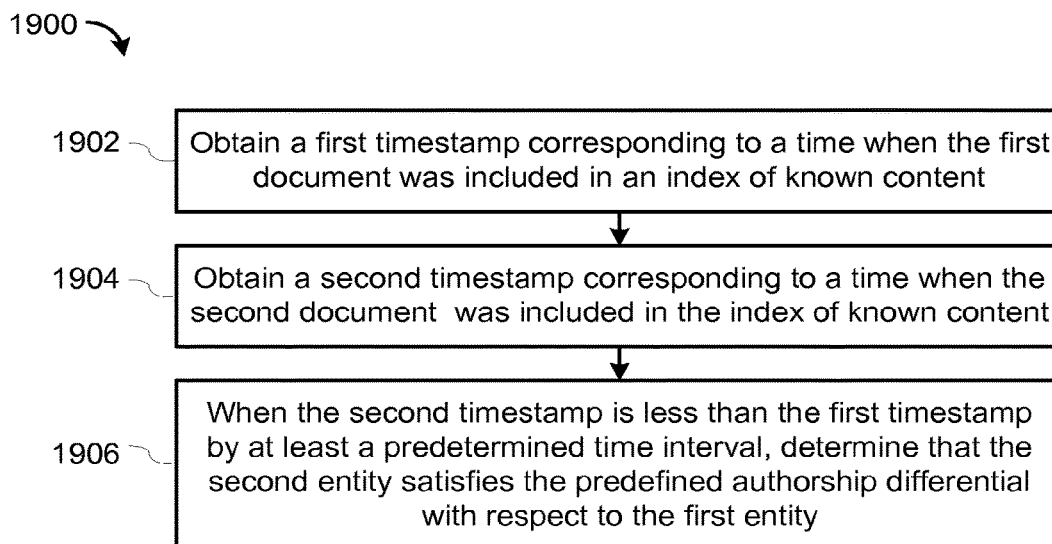 1900
1902
Obtain a first timestamp corresponding to a time when the first
document was included in an index of known content
1904
Obtain a second timestamp corresponding to a time when the
second document was included in the index of known content
1906
When the second timestamp is less than the first timestamp
by at least a predetermined time interval, determine that the
second entity satisfies the predefined authorship differential
with respect to the first entity